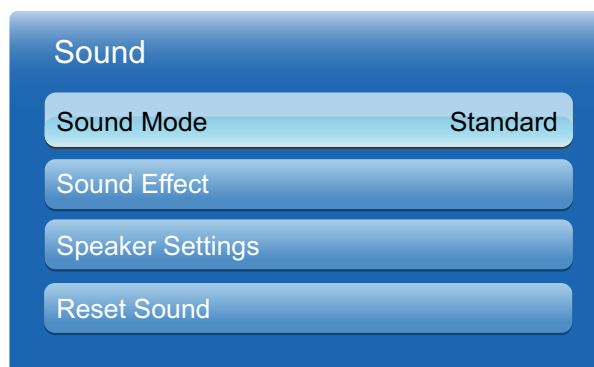 Sound
Sound Mode Standard
Sound Effect
Speaker Settings
Reset Sound